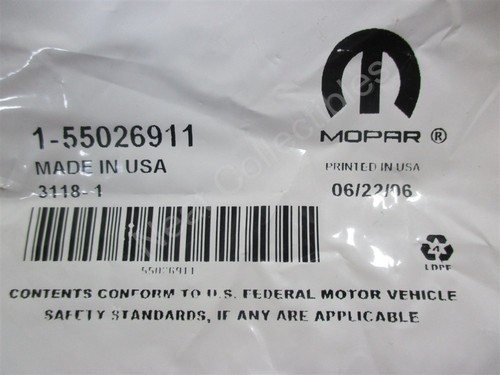 1-55026911
MADE IN USA
3118-1
55026911
MOPAR ®
PRINTED IN USA
06/22/06
4
LDPE
CONTENTS CONFORM TO U.S. FEDERAL MOTOR VEHICLE
SAFETY STANDARDS, IF ANY ARE APPLICABLE